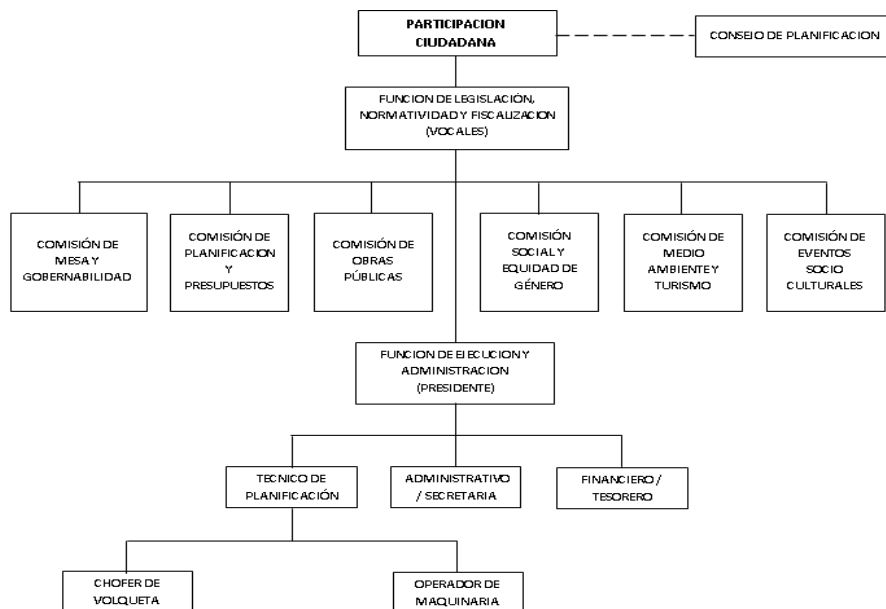 PARTICIPACION
CIUDADANA
CONSEJO DE PLANIFICACION
FUNCION DE LEGISLACIÓN,
NORMATIVIDAD Y FISCALIZACION
(VOCALES)
COMISIÓN DE
MESA Y
GOBERNABILIDAD
COMISIÓN DE
PLANIFICACION
Y
PRESUPUESTOS
COMISIÓN DE
OBRAS
PÚBLICAS
COMISIÓN
SOCIAL Y
EQUIDAD DE
GÉNERO
COMISIÓN DE
MEDIO
AMBIENTE Y
TURISMO
COMISIÓN DE
EVENTOS
SOCIO
CULTURALES
FUNCION DE EJECUCION Y
ADMINISTRACION
(PRESIDENTE)
TECNICO DE
PLANIFICACIÓN
ADMINISTRATIVO
/ SECRETARIA
FINANCIERO /
TESORERO
CHOFER DE
VOLQUETA
OPERADOR DE
MAQUINARIA